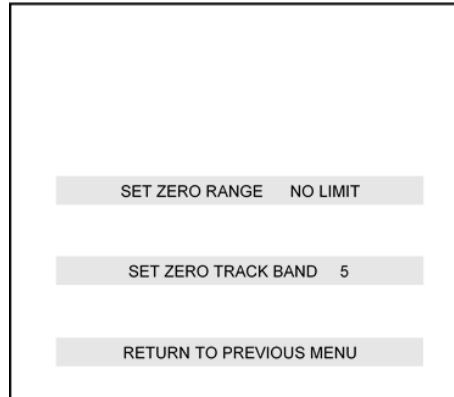 SET ZERO RANGE NO LIMIT
SET ZERO TRACK BAND 5
RETURN TO PREVIOUS MENU